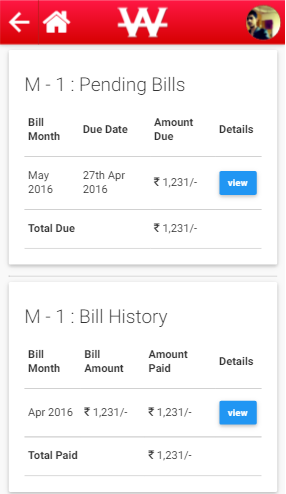 M - 1 : Pending Bills
Bill Month Due Date Amount Due Details
May 2016 27th Apr 2016 ₹ 1,231/- view
Total Due ₹ 1,231/-
M - 1 : Bill History
Bill Month Bill Amount Amount Paid Details
Apr 2016 ₹ 1,231/- ₹ 1,231/- view
Total Paid ₹ 1,231/-